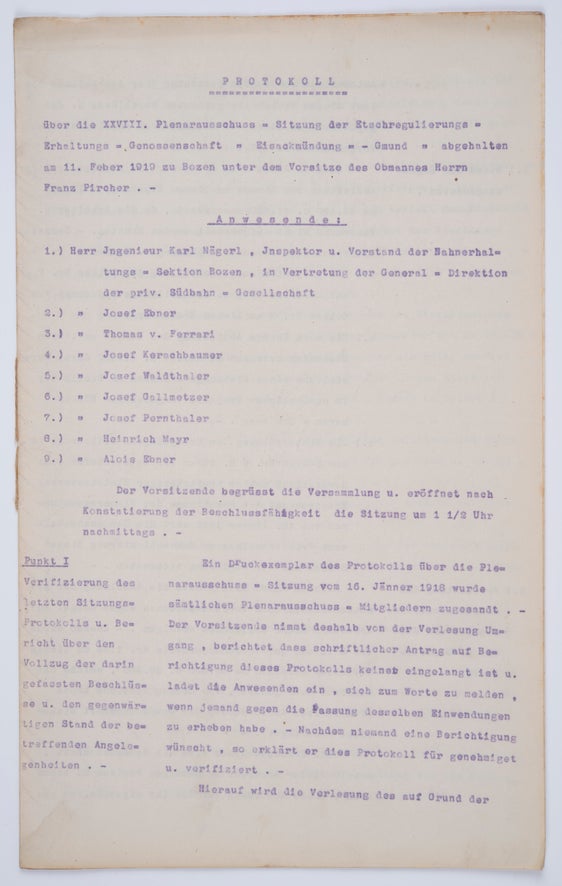 PROTOKOLL
über die XXVIII. Plenarausschuss = Sitzung der Etschregulierungs =
Erhaltungs = Genossenschaft " Eisackmündung = - Gmund " abgehalten
am 11. Feber 1919 zu Bozen unter dem Vorsitze des Obmannes Herrn
Franz Pircher . -
Anwesende:
1.) Herr Jngenieur Karl Nägerl , Jnspektor u. Vorstand der Bahnerhal=
tungs = Sektion Bozen , in Vertretung der General = Direktion
der priv. Südbahn = Gesellschaft
2.) " Josef Ebner
3.) " Thomas v. Ferrari
4.) " Josef Kerschbaumer
5.) " Josef Waldthaler
6.) " Josef Gallmetzer
7.) " Josef Pernthaler
8.) " Heinrich Mayr
9.) " Alois Ebner
Der Vorsitzende begrüsst die Versammlung u. eröffnet nach
Konstatierung der Beschlussfähigkeit die Sitzung um 1 1/2 Uhr
nachmittags . -
Punkt I
Verifizierung des
letzten Sitzungs=
Protokolls u. Be=
richt über den
Vollzug der darin
gefassten Beschlüs=
se u. den gegenwär=
tigen Stand der be=
treffenden Angele=
genheiten . -
Ein Druckexemplar des Protokolls über die Ple=
narausschuss = Sitzung vom 16. Jänner 1918 wurde
sämtlichen Plenarausschuss = Mitgliedern zugesandt . -
Der Vorsitzende nimmt deshalb von der Verlesung Um=
gang , berichtet dass schriftlicher Antrag auf Be=
richtigung dieses Protokolls keiner eingelangt ist u.
ladet die Anwesenden ein , sich zum Worte zu melden ,
wenn jemand gegen die Fassung desselben Einwendungen
zu erheben habe . - Nachdem niemand eine Berichtigung
wünscht , so erklärt er dies Protokoll für genehmiget
u. verifiziert . -
Hierauf wird die Verlesung des auf Grund der